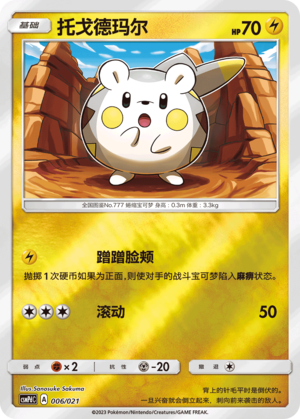 基础 托戈德玛尔 HP70
全国图鉴No.777 捲缩宝可梦 身高：0.3m 体重：3.3kg
蹭蹭脸颊
抛掷1次硬币如果为正面，则使对手的战斗宝可梦陷入麻痹状态。
滚动 50
弱点 ×2 抗性 -20 撤退
Illus. Sanosuke Sakuma
CSMPiC A 006/021
背上的针毛平时是倒伏的。
一旦兴奋就会倒立起来，刺向前来袭击的敌人。
©2023 Pokémon/Nintendo/Creatures/GAME FREAK.